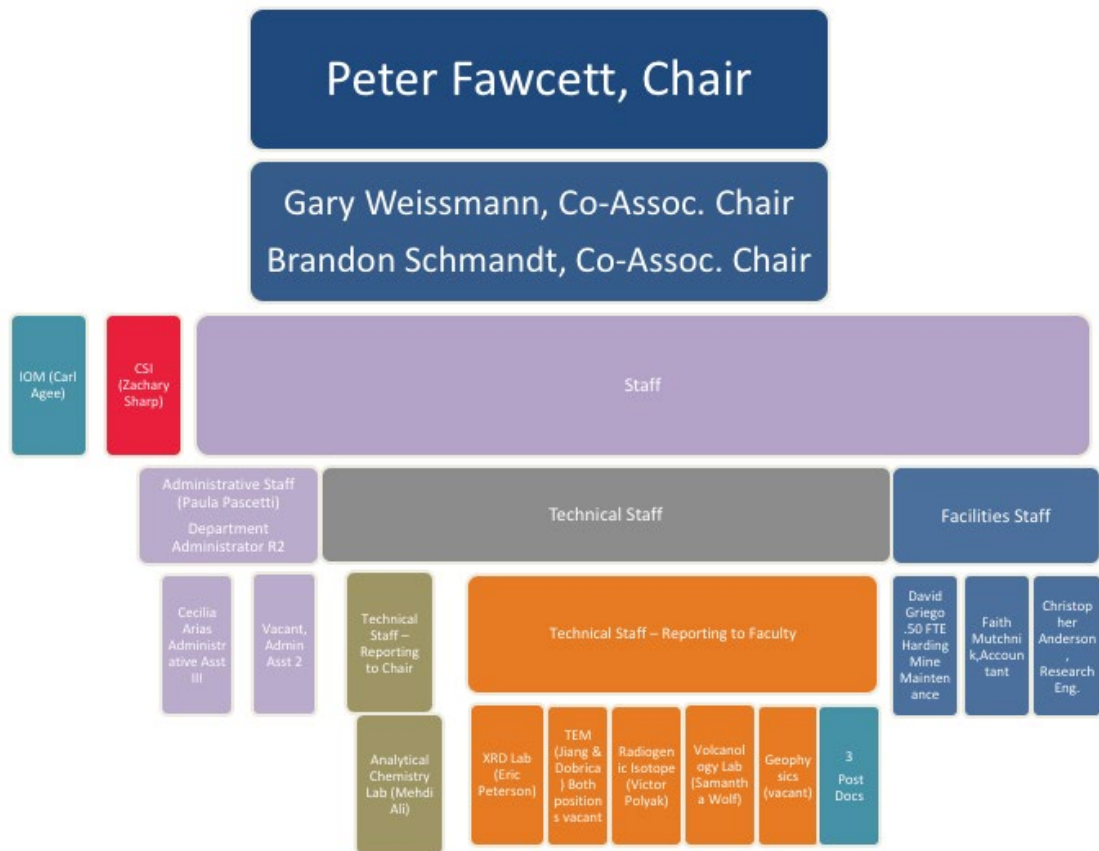 Peter Fawcett, Chair
Gary Weissmann, Co-Assoc. Chair
Brandon Schmandt, Co-Assoc. Chair
IOM (Carl
Agee)
CSI
(Zachary
Sharp)
Staff
Administrative Staff
(Paula Pascetti)
Department
Administrator R2
Technical Staff
Facilities Staff
Cecilia
Arias
Administr
ative Asst
III
Vacant,
Admin
Asst 2
Technical
Staff –
Reporting
to Chair
Technical Staff – Reporting to Faculty
David
Griego
.50 FTE
Harding
Mine
Mainten
ance
Faith
Mutchni
k,Accoun
tant
Christop
her
Anderson
,
Research
Eng.
Analytical
Chemistry
Lab (Mehdi
Ali)
XRD Lab
(Eric
Peterson)
TEM
(Jiang &
Dobrica
) Both
position
s vacant
Radiogen
ic Isotope
(Victor
Polyak)
Volcanol
ogy Lab
(Samant
ha Wolf)
Geophy
sics
(vacant)
3
Post
Docs